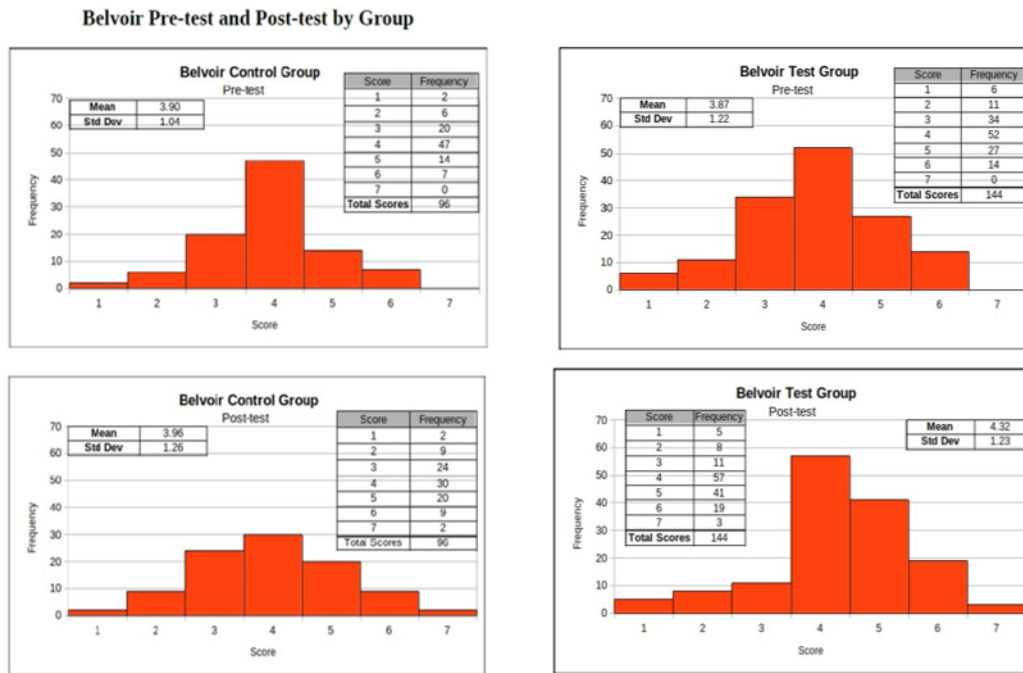 Belvoir Pre-test and Post-test by Group
Belvoir Control Group
Pre-test
Mean 3.90
Std Dev 1.04
Score Frequency
1 2
2 6
3 20
4 47
5 14
6 7
7 0
Total Scores 96
70
60
50
40
30
20
10
0
Frequency
1 2 3 4 5 6 7
Score
Belvoir Test Group
Pre-test
Mean 3.87
Std Dev 1.22
Score Frequency
1 6
2 11
3 34
4 52
5 27
6 14
7 0
Total Scores 144
70
60
50
40
30
20
10
0
Frequency
1 2 3 4 5 6 7
Score
Belvoir Control Group
Post-test
Mean 3.96
Std Dev 1.26
Score Frequency
1 2
2 9
3 24
4 30
5 20
6 9
7 2
Total Scores 96
70
60
50
40
30
20
10
0
Frequency
1 2 3 4 5 6 7
Score
Belvoir Test Group
Post-test
Score Frequency
1 5
2 8
3 11
4 57
5 41
6 19
7 3
Total Scores 144
Mean 4.32
Std Dev 1.23
70
60
50
40
30
20
10
0
Frequency
1 2 3 4 5 6 7
Score